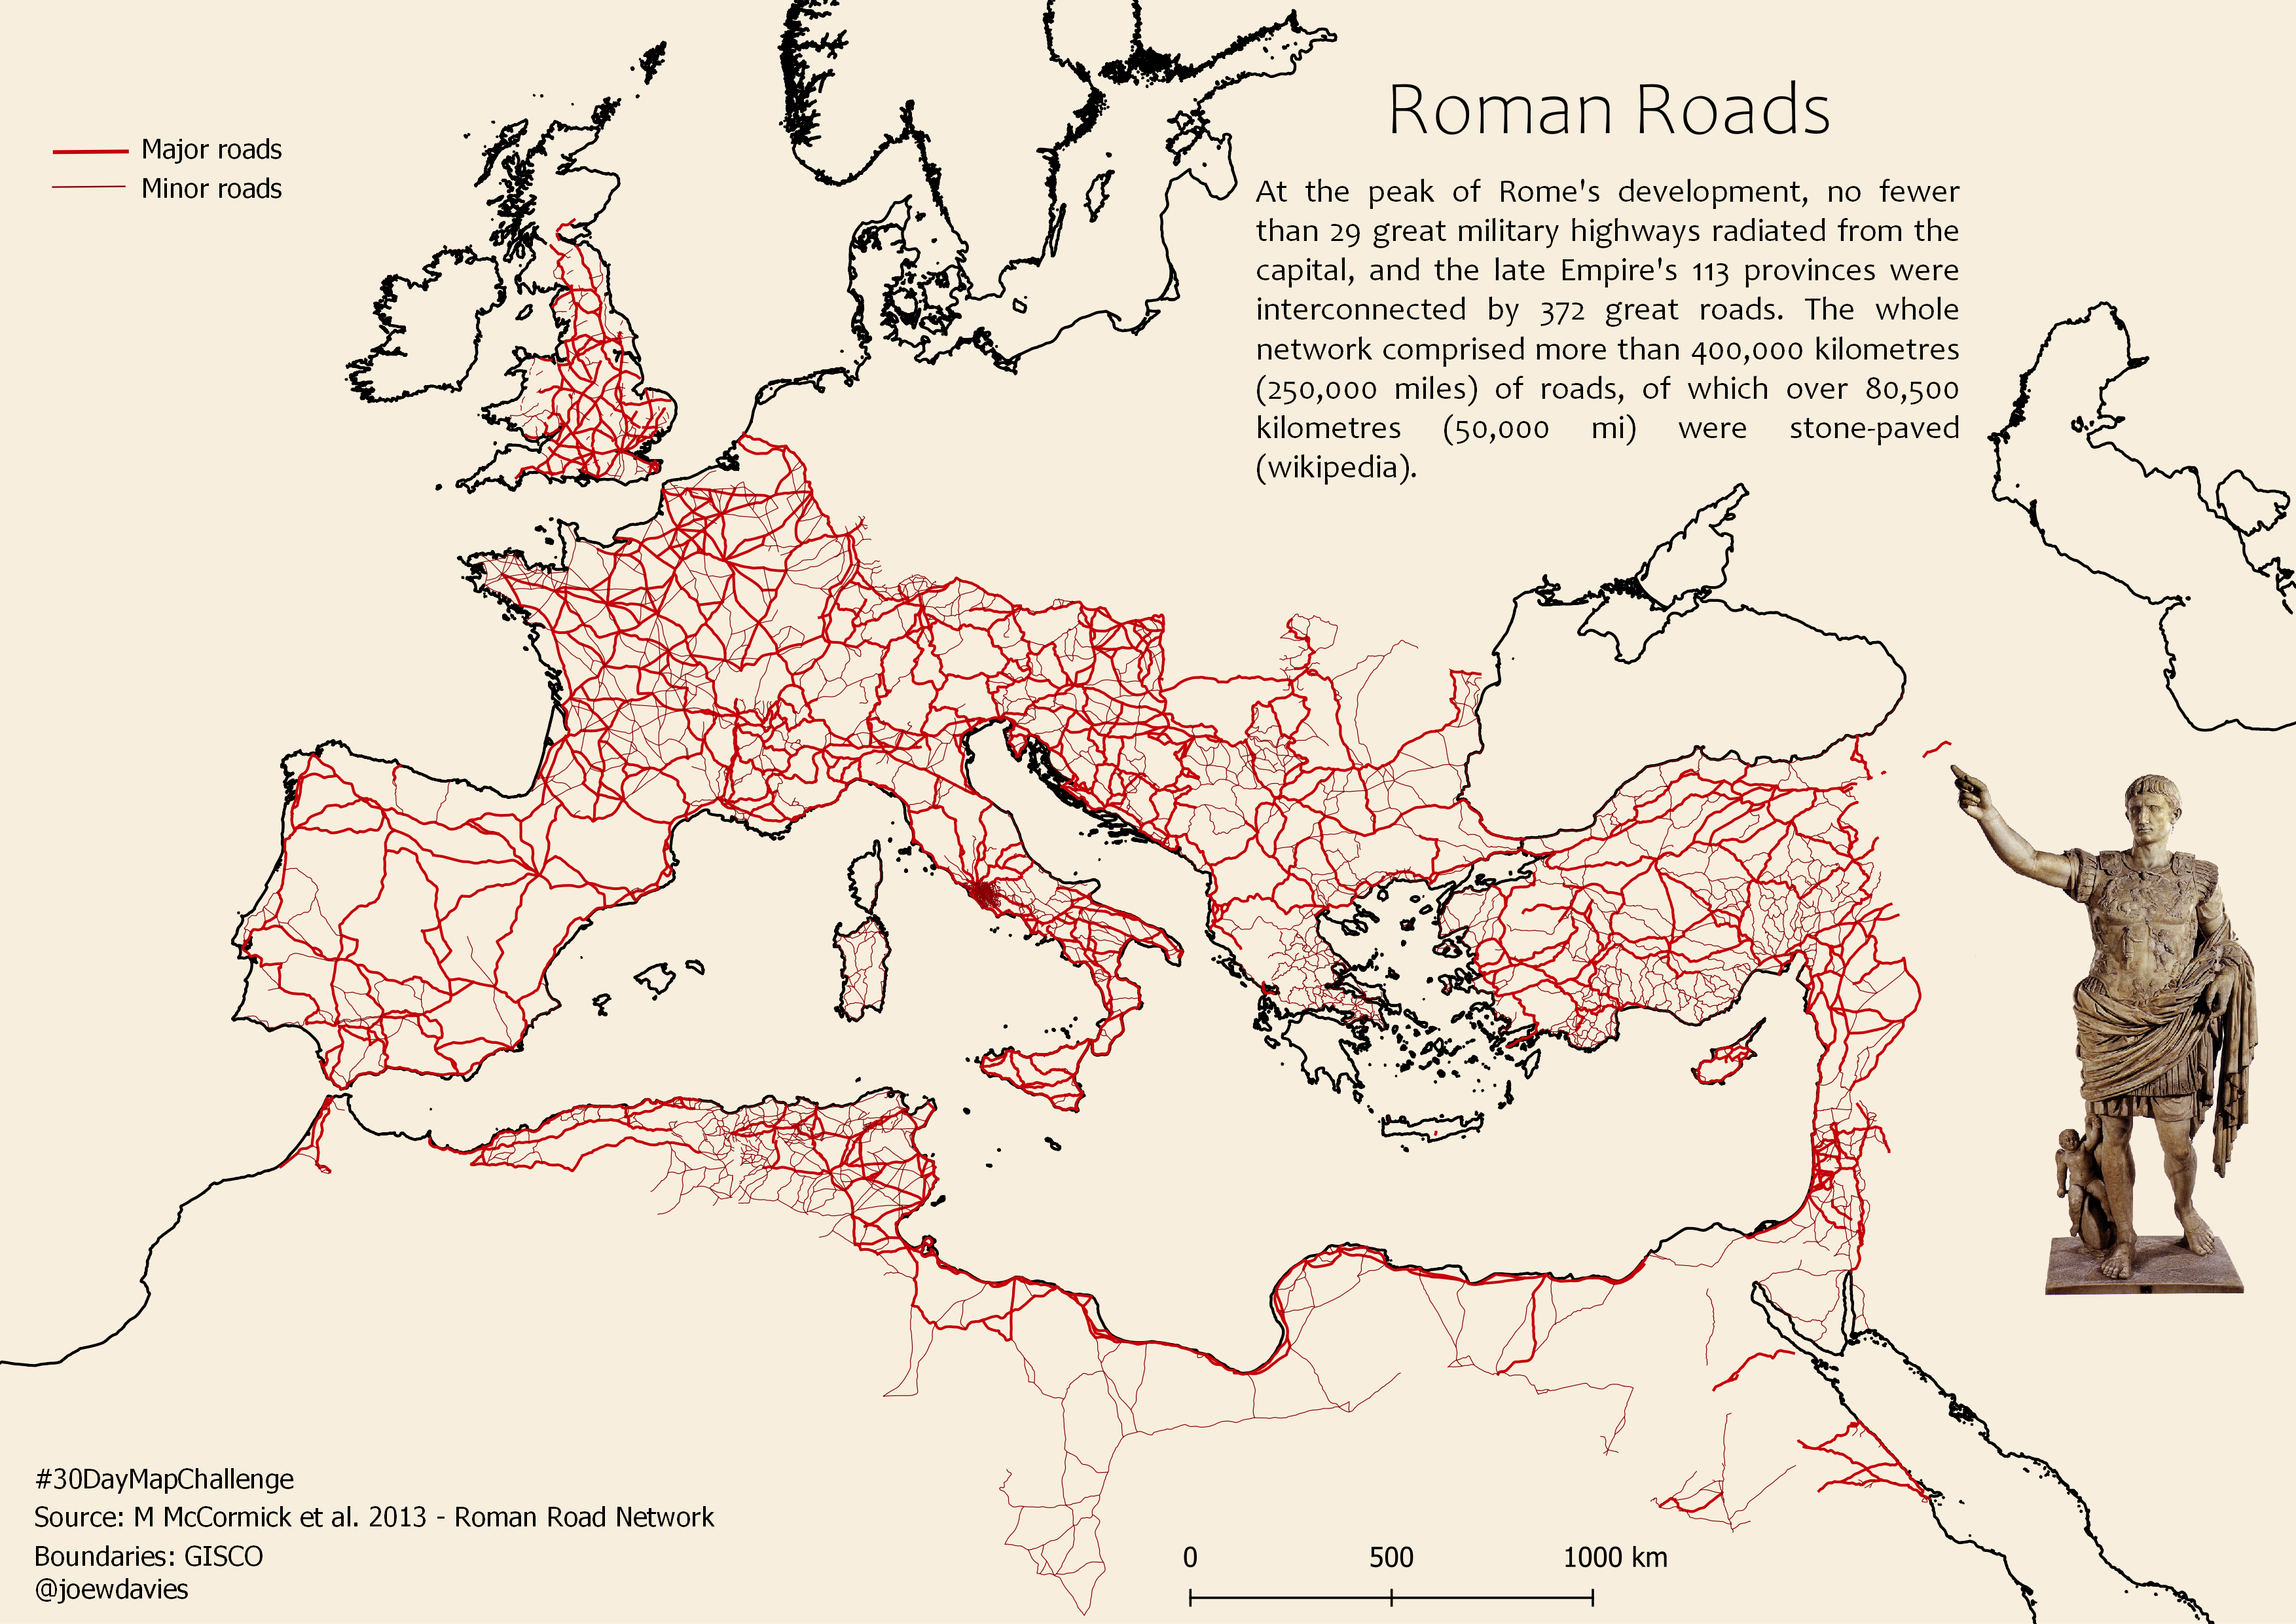 Roman Roads
Major roads
Minor roads
At the peak of Rome's development, no fewer
than 29 great military highways radiated from the
capital, and the late Empire's 113 provinces were
interconnected by 372 great roads. The whole
network comprised more than 400,000 kilometres
(250,000 miles) of roads, of which over 80,500
kilometres (50,000 mi) were stone-paved
(wikipedia).
#30DayMapChallenge
Source: M McCormick et al. 2013 - Roman Road Network
Boundaries: GISCO
@joewdavies
0 500 1000 km